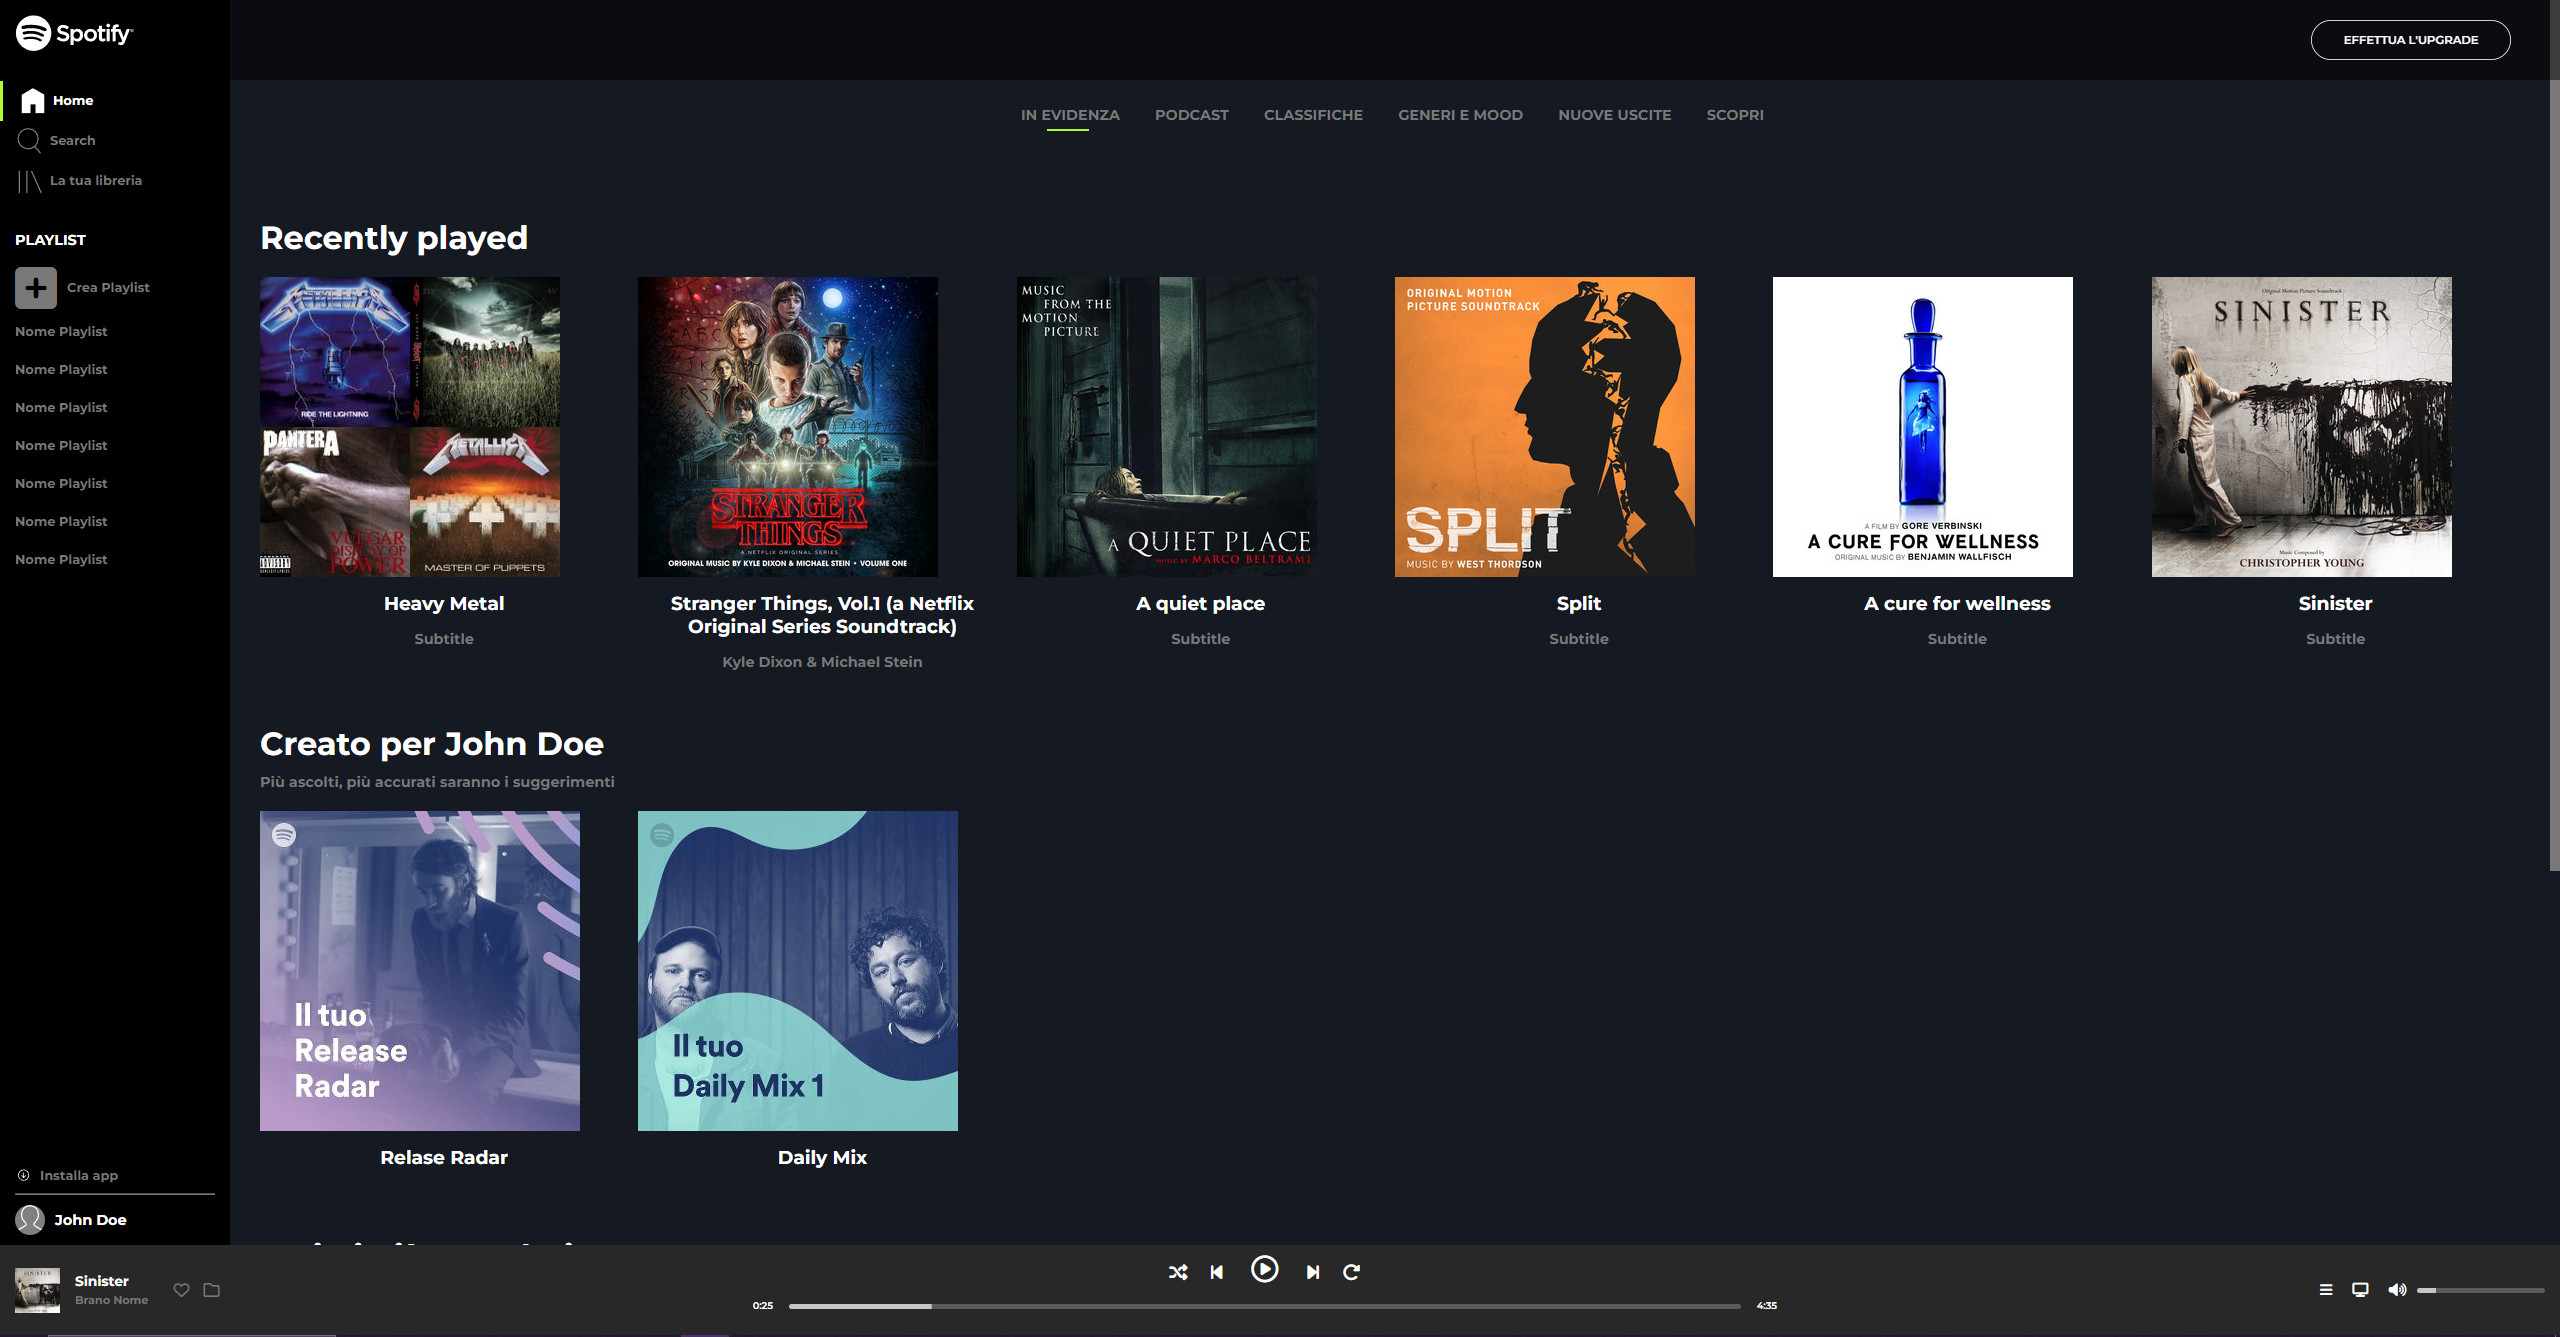 Spotify
EFFETTUA L'UPGRADE
Home
Search
La tua libreria
PLAYLIST
Crea Playlist
Nome Playlist
Nome Playlist
Nome Playlist
Nome Playlist
Nome Playlist
Nome Playlist
Nome Playlist
Installa app
John Doe
IN EVIDENZA PODCAST CLASSIFICHE GENERI E MOOD NUOVE USCITE SCOPRI
Recently played
RIDE THE LIGHTNING
PANTERA
VULGAR
DISPLAY OF
POWER
METALLICA
MASTER OF PUPPETS
Heavy Metal
Subtitle
STRANGER
THINGS
A NETFLIX ORIGINAL SERIES
ORIGINAL MUSIC BY KYLE DIXON & MICHAEL STEIN • VOLUME ONE
Stranger Things, Vol.1 (a Netflix
Original Series Soundtrack)
Kyle Dixon & Michael Stein
MUSIC
FROM THE
MOTION
PICTURE
A QUIET PLACE
MUSIC BY MARCO BELTRAMI
A quiet place
Subtitle
ORIGINAL MOTION
PICTURE SOUNDTRACK
SPLIT
MUSIC BY WEST THORDSON
Split
Subtitle
A FILM BY GORE VERBINSKI
A CURE FOR WELLNESS
ORIGINAL MUSIC BY BENJAMIN WALLFISCH
A cure for wellness
Subtitle
Original Motion Picture Soundtrack
SINISTER
Music Composed by
CHRISTOPHER YOUNG
Sinister
Subtitle
Creato per John Doe
Più ascolti, più accurati saranno i suggerimenti
Il tuo
Release
Radar
Relase Radar
Il tuo
Daily Mix 1
Daily Mix
Sinister
Brano Nome
0:25
4:35